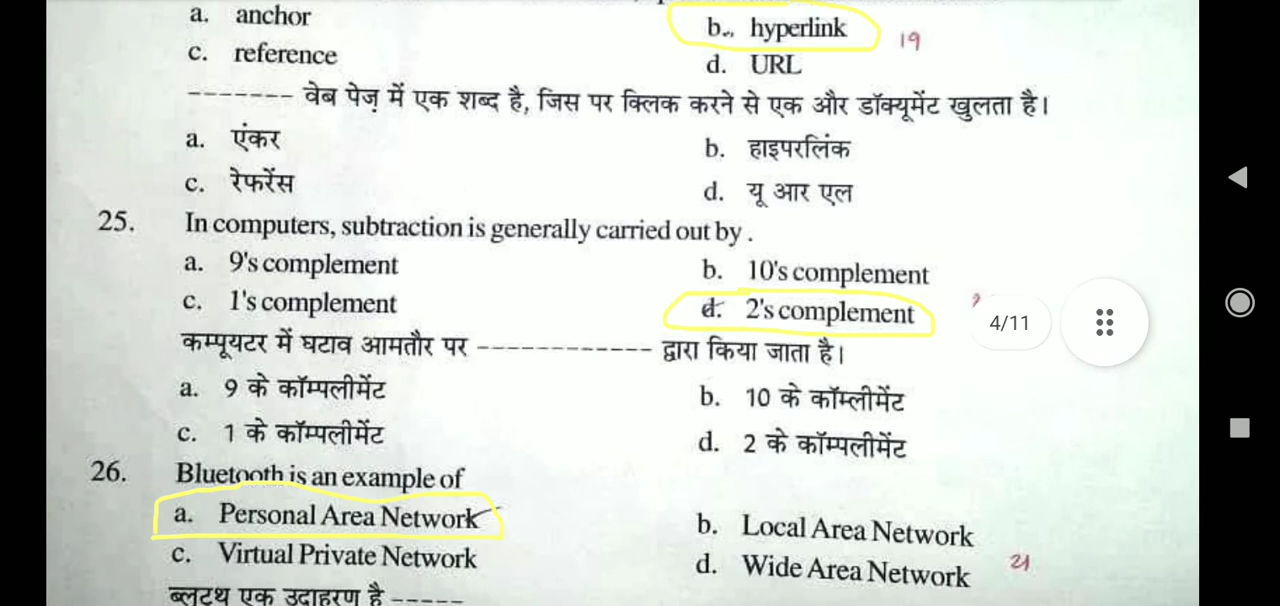 a. anchor
b. hyperlink
19
c. reference
d. URL
------- वेब पेज़ में एक शब्द है, जिस पर क्लिक करने से एक और डॉक्यूमेंट खुलता है।
a. एंकर
b. हाइपरलिंक
c. रेफरेंस
d. यू आर एल
25. In computers, subtraction is generally carried out by .
a. 9's complement
b. 10's complement
c. 1's complement
d. 2's complement
4/11
कम्प्यूटर में घटाव आमतौर पर ------------ द्वारा किया जाता है।
a. 9 के कॉम्पलीमेंट
b. 10 के कॉम्लीमेंट
c. 1 के कॉम्पलीमेंट
d. 2 के कॉम्पलीमेंट
26. Bluetooth is an example of
a. Personal Area Network
b. Local Area Network
c. Virtual Private Network
d. Wide Area Network
21
ब्लूटूथ एक उदाहरण है -----